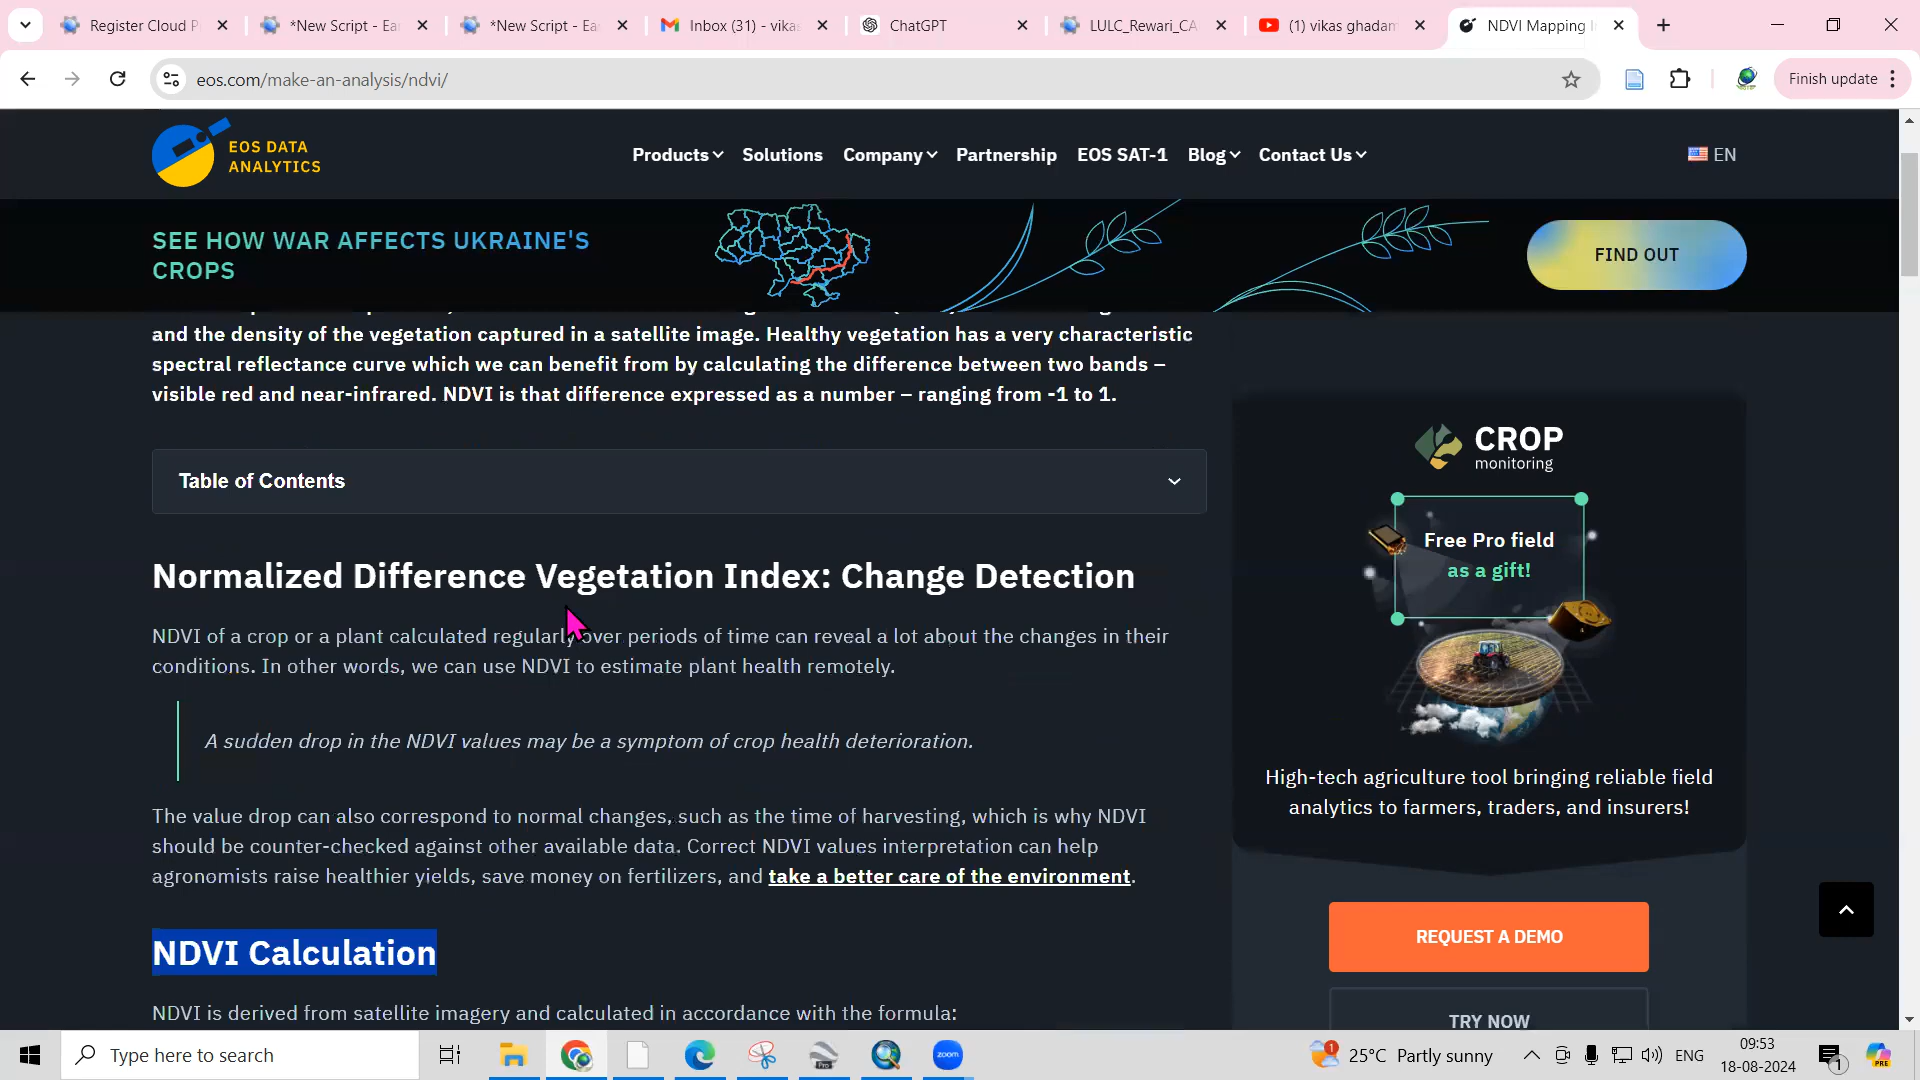 Register Cloud P
*New Script - Ea
*New Script - Ea
Inbox (31) - vika
ChatGPT
LULC_Rewari_CA
(1) vikas ghadam
NDVI Mapping I
eos.com/make-an-analysis/ndvi/
Finish update
EOS DATA
ANALYTICS
Products
Solutions
Company
Partnership
EOS SAT-1
Blog
Contact Us
EN
SEE HOW WAR AFFECTS UKRAINE'S
CROPS
FIND OUT
and the density of the vegetation captured in a satellite image. Healthy vegetation has a very characteristic
spectral reflectance curve which we can benefit from by calculating the difference between two bands –
visible red and near-infrared. NDVI is that difference expressed as a number – ranging from -1 to 1.
Table of Contents
Normalized Difference Vegetation Index: Change Detection
NDVI of a crop or a plant calculated regularly over periods of time can reveal a lot about the changes in their
conditions. In other words, we can use NDVI to estimate plant health remotely.
A sudden drop in the NDVI values may be a symptom of crop health deterioration.
The value drop can also correspond to normal changes, such as the time of harvesting, which is why NDVI
should be counter-checked against other available data. Correct NDVI values interpretation can help
agronomists raise healthier yields, save money on fertilizers, and take a better care of the environment.
NDVI Calculation
NDVI is derived from satellite imagery and calculated in accordance with the formula:
CROP
monitoring
Free Pro field
as a gift!
High-tech agriculture tool bringing reliable field
analytics to farmers, traders, and insurers!
REQUEST A DEMO
TRY NOW
Type here to search
Pro
zoom
1
25°C Partly sunny
ENG
09:53
18-08-2024
1
PRE